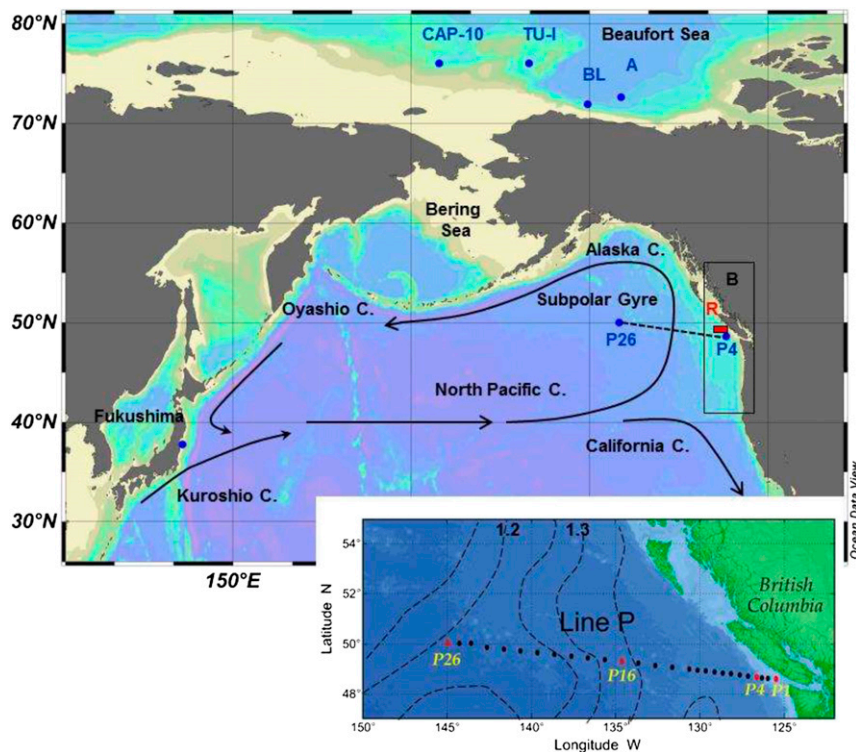 80°N
CAP-10
TU-I
Beaufort Sea
BL
A
70°N
60°N
Bering
Sea
Alaska C.
B
Oyashio C.
Subpolar Gyre
R
50°N
P26
P4
North Pacific C.
40°N
Fukushima
California C.
Kuroshio C.
30°N
150°E
Ocean Data View
54°
52°
50°
48°
Latitude N
1.2
1.3
Line P
British
Columbia
P26
P16
P4
P1
150°
145°
140°
135°
130°
125°
Longitude W